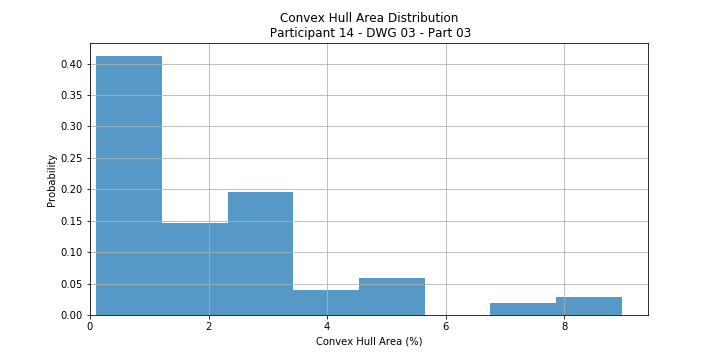 Convex Hull Area Distribution
Participant 14 - DWG 03 - Part 03
0.40
0.35
0.30
0.25
0.20
0.15
0.10
0.05
0.00
Probability
0 2 4 6 8
Convex Hull Area (%)